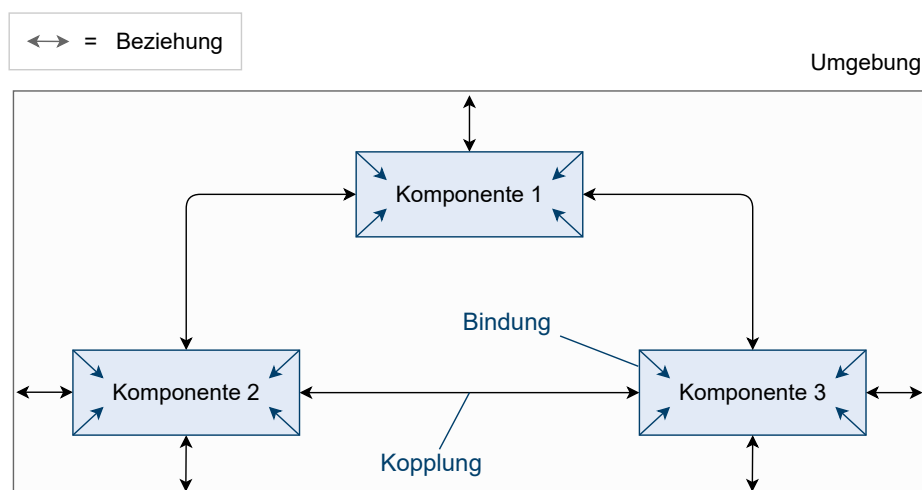 = Beziehung
Umgebung
Komponente 1
Bindung
Komponente 2
Komponente 3
Kopplung